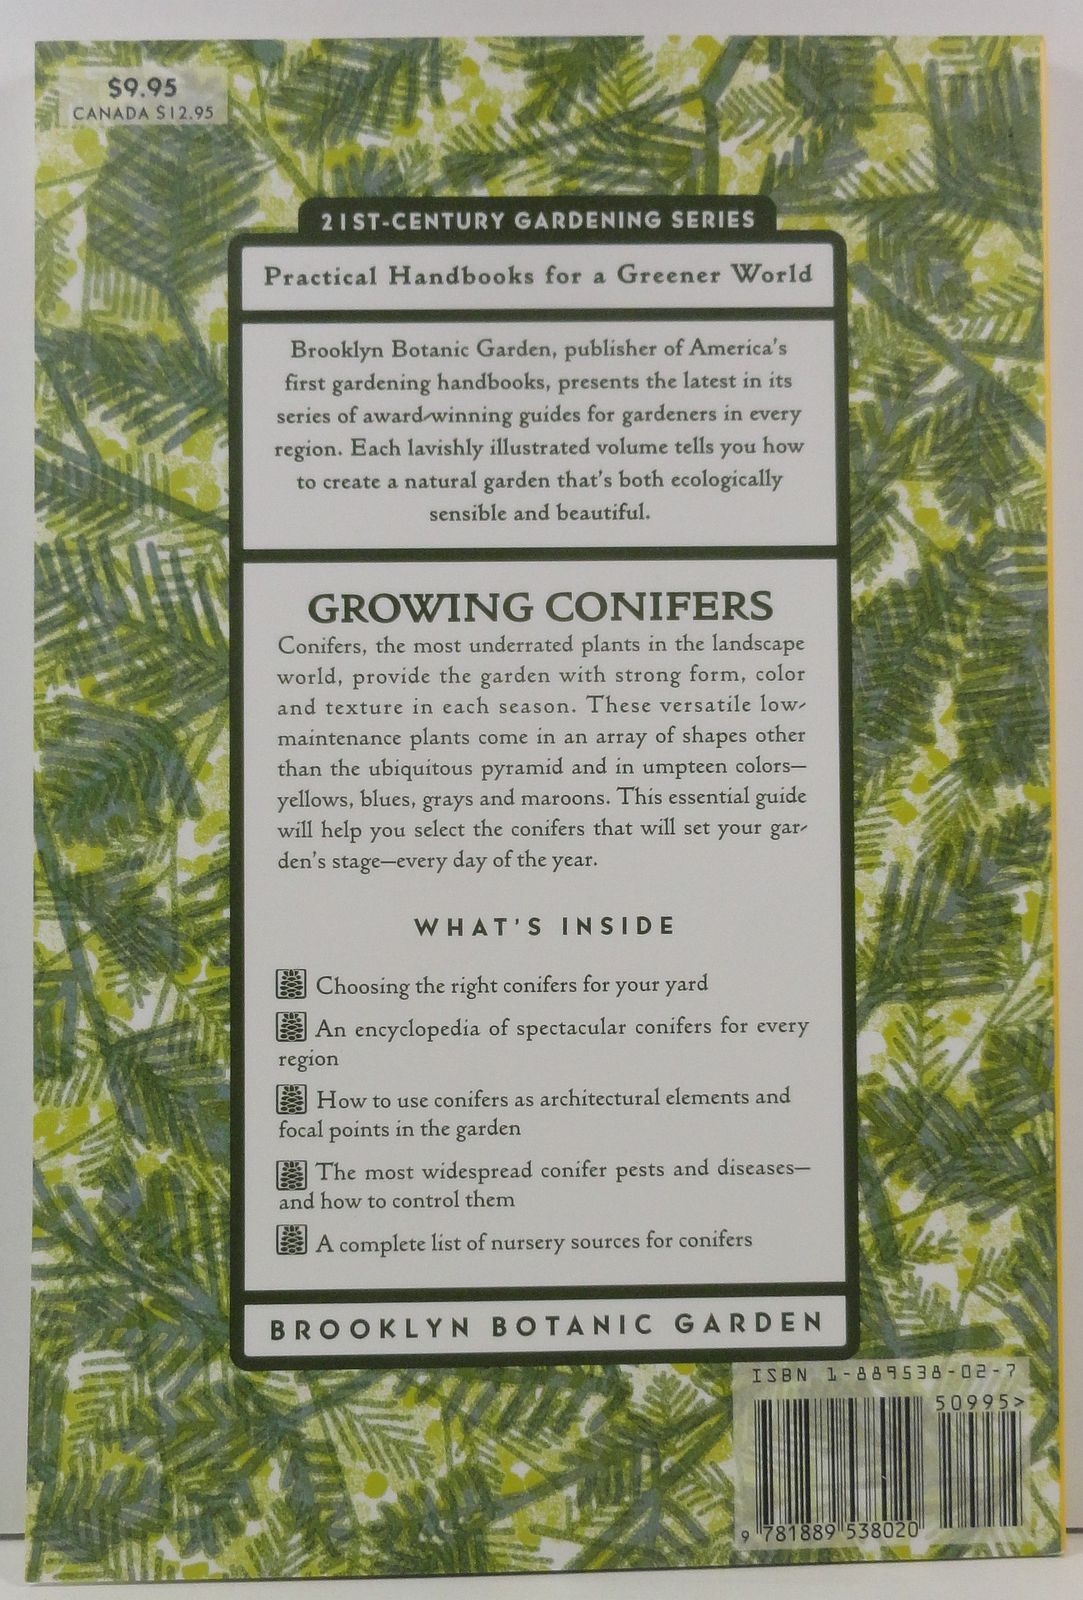 $9.95
CANADA $12.95
21ST-CENTURY GARDENING SERIES
Practical Handbooks for a Greener World
Brooklyn Botanic Garden, publisher of America's
first gardening handbooks, presents the latest in its
series of award-winning guides for gardeners in every
region. Each lavishly illustrated volume tells you how
to create a natural garden that's both ecologically
sensible and beautiful.
GROWING CONIFERS
Conifers, the most underrated plants in the landscape
world, provide the garden with strong form, color
and texture in each season. These versatile low-
maintenance plants come in an array of shapes other
than the ubiquitous pyramid and in umpteen colors—
yellows, blues, grays and maroons. This essential guide
will help you select the conifers that will set your gar-
den's stage—every day of the year.
WHAT'S INSIDE
Choosing the right conifers for your yard
An encyclopedia of spectacular conifers for every
region
How to use conifers as architectural elements and
focal points in the garden
The most widespread conifer pests and diseases—
and how to control them
A complete list of nursery sources for conifers
BROOKLYN BOTANIC GARDEN
ISBN 1-889538-02-7
50995>
9 781889 538020